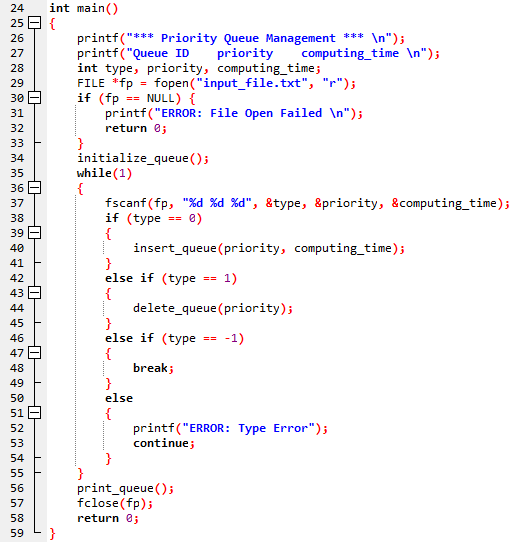 24 int main()
25 {
26     printf("*** Priority Queue Management *** \n");
27     printf("Queue ID    priority    computing_time \n");
28     int type, priority, computing_time;
29     FILE *fp = fopen("input_file.txt", "r");
30     if (fp == NULL) {
31         printf("ERROR: File Open Failed \n");
32         return 0;
33     }
34     initialize_queue();
35     while(1)
36     {
37         fscanf(fp, "%d %d %d", &type, &priority, &computing_time);
38         if (type == 0)
39         {
40             insert_queue(priority, computing_time);
41         }
42         else if (type == 1)
43         {
44             delete_queue(priority);
45         }
46         else if (type == -1)
47         {
48             break;
49         }
50         else
51         {
52             printf("ERROR: Type Error");
53             continue;
54         }
55     }
56     print_queue();
57     fclose(fp);
58     return 0;
59 }